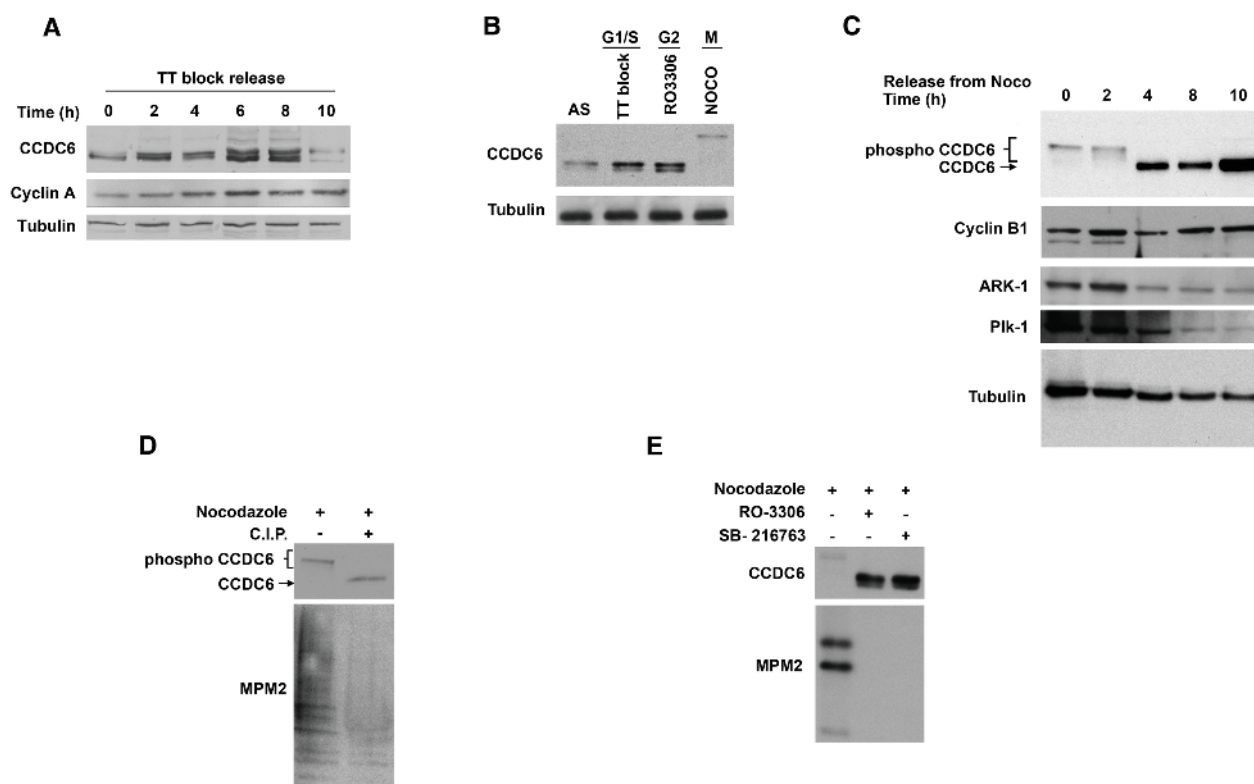 A
TT block release
Time (h) 0 2 4 6 8 10
CCDC6
Cyclin A
Tubulin
B
G1/S G2 M
AS TT block RO3306 NOCO
CCDC6
Tubulin
C
Release from Noco
Time (h) 0 2 4 8 10
phospho CCDC6
CCDC6
Cyclin B1
ARK-1
Plk-1
Tubulin
D
Nocodazole + +
C.I.P. - +
phospho CCDC6
CCDC6
MPM2
E
Nocodazole + + +
RO-3306 - + -
SB- 216763 - - +
CCDC6
MPM2